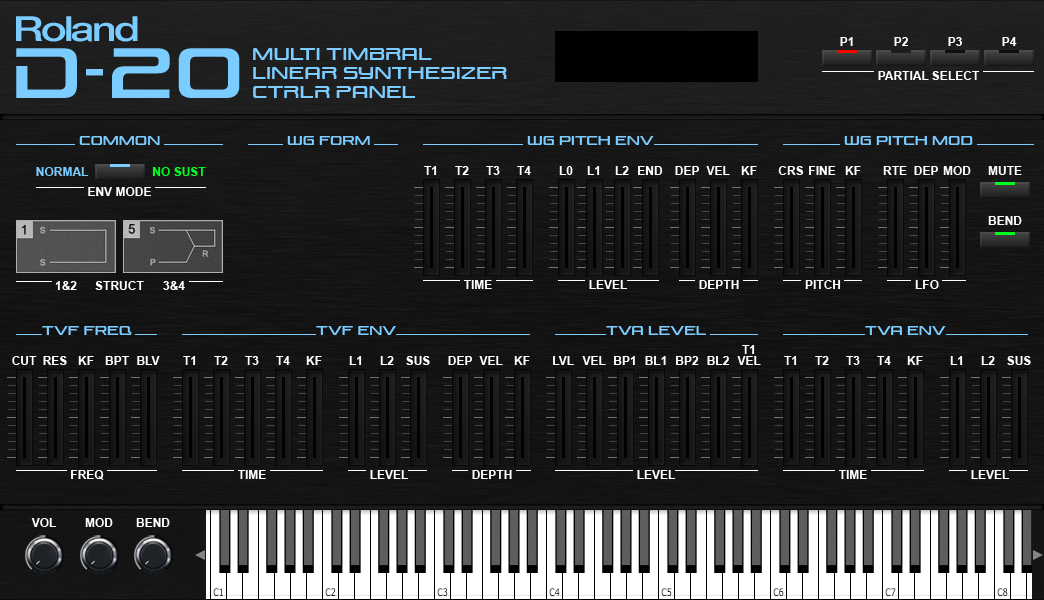 Roland
D-20
MULTI TIMBRAL
LINEAR SYNTHESIZER
CTRLR PANEL
P1 P2 P3 P4
PARTIAL SELECT
COMMON WG FORM WG PITCH ENV WG PITCH MOD
NORMAL NO SUST
ENV MODE
T1 T2 T3 T4 L0 L1 L2 END DEP VEL KF CRS FINE KF RTE DEP MOD MUTE
BEND
1 S S 5 S P R
1&2 STRUCT 3&4
TIME LEVEL DEPTH PITCH LFO
TVF FREQ TVF ENV TVA LEVEL TVA ENV
CUT RES KF BPT BLV T1 T2 T3 T4 KF L1 L2 SUS DEP VEL KF LVL VEL BP1 BL1 BP2 BL2 T1 VEL T1 T2 T3 T4 KF L1 L2 SUS
FREQ TIME LEVEL DEPTH LEVEL TIME LEVEL
VOL MOD BEND
C1 C2 C3 C4 C5 C6 C7 C8